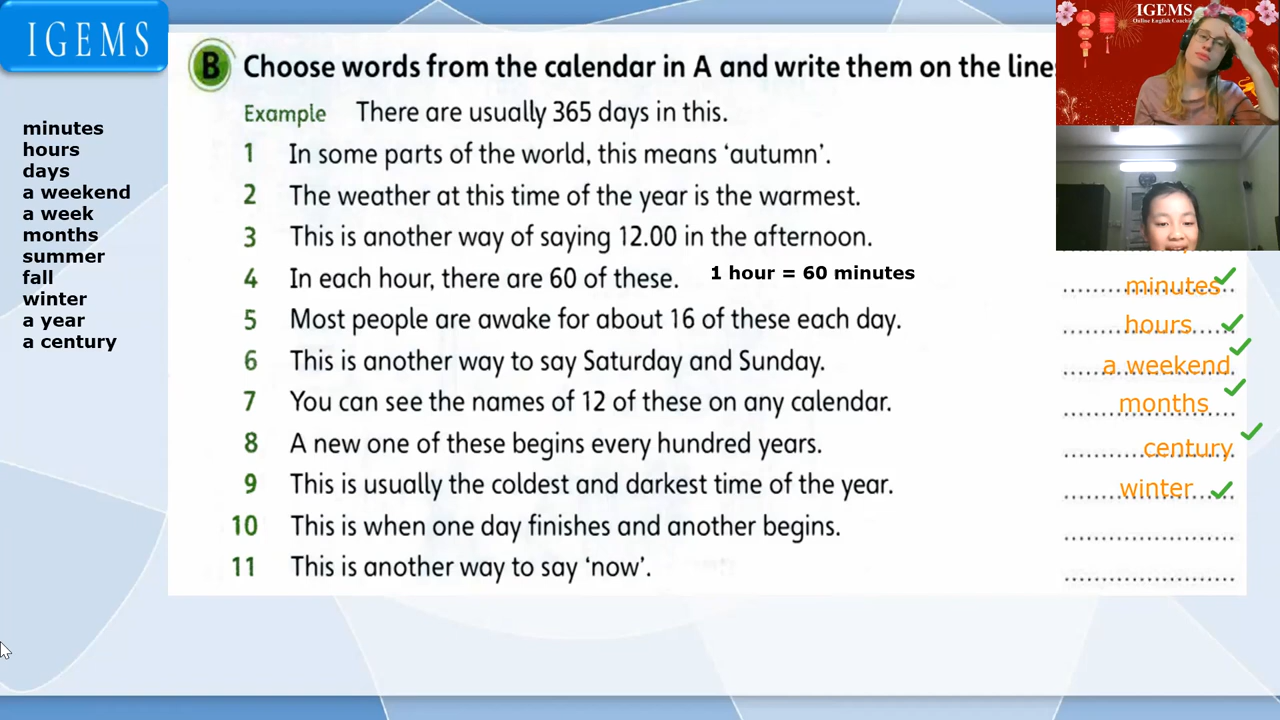 IGEMS
IGEMS
Online English Coachi
B Choose words from the calendar in A and write them on the line
Example There are usually 365 days in this.
1 In some parts of the world, this means ‘autumn’.
2 The weather at this time of the year is the warmest.
3 This is another way of saying 12.00 in the afternoon.
4 In each hour, there are 60 of these. 1 hour = 60 minutes minutes
5 Most people are awake for about 16 of these each day. hours
6 This is another way to say Saturday and Sunday. a weekend
7 You can see the names of 12 of these on any calendar. months
8 A new one of these begins every hundred years. century
9 This is usually the coldest and darkest time of the year. winter
10 This is when one day finishes and another begins.
11 This is another way to say ‘now’.
minutes
hours
days
a weekend
a week
months
summer
fall
winter
a year
a century